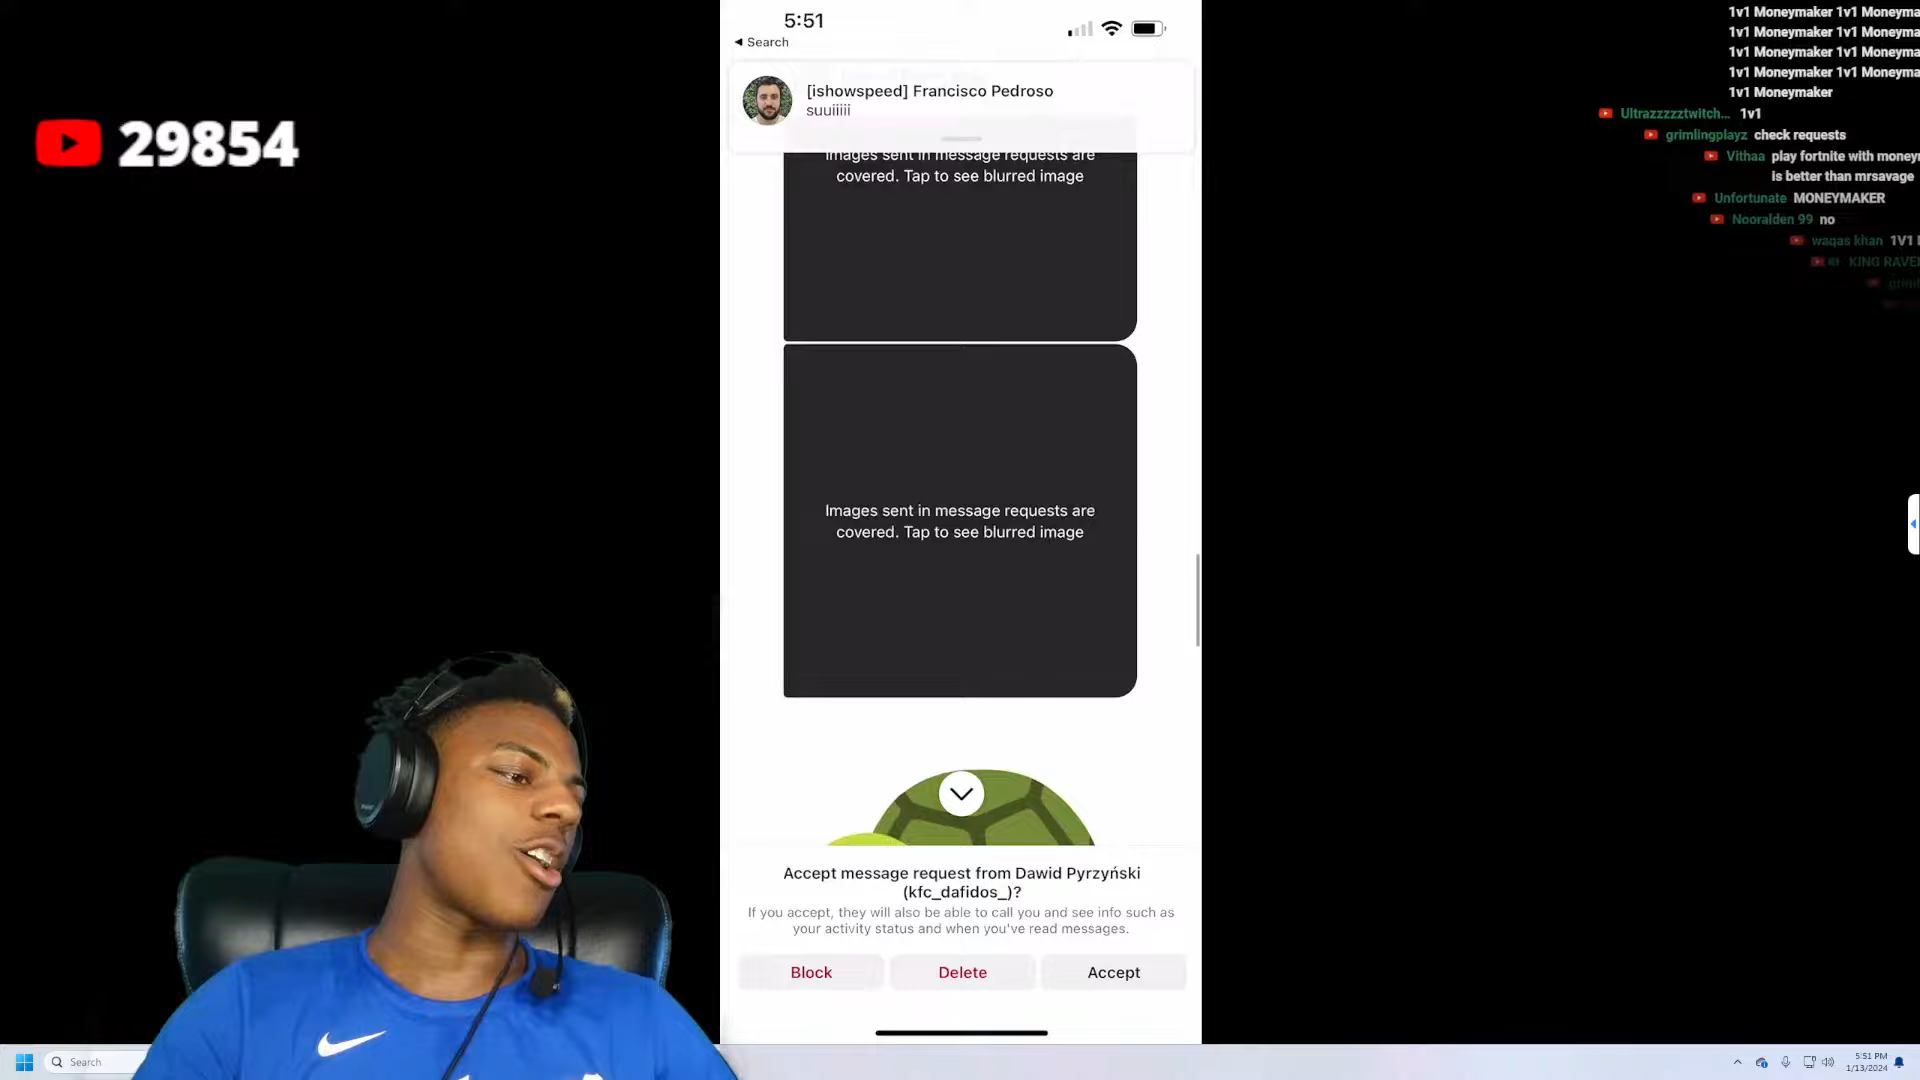 5:51
Search
[ishowspeed] Francisco Pedroso
suuiiiii
Images sent in message requests are
covered. Tap to see blurred image
Images sent in message requests are
covered. Tap to see blurred image
Accept message request from Dawid Pyrzyński
(kfc_dafidos_)?
If you accept, they will also be able to call you and see info such as
your activity status and when you've read messages.
Block
Delete
Accept
29854
1v1 Moneymaker 1v1 Moneyma
1v1 Moneymaker 1v1 Moneyma
1v1 Moneymaker 1v1 Moneyma
1v1 Moneymaker 1v1 Moneyma
1v1 Moneymaker
Ultrazzzzztwitch... 1v1
grimlingplayz check requests
Vithaa play fortnite with money
is better than mrsavage
Unfortunate MONEYMAKER
Nooralden 99 no
waqas khan 1V1
KING RAVE
Search
5:51 PM
1/13/2024